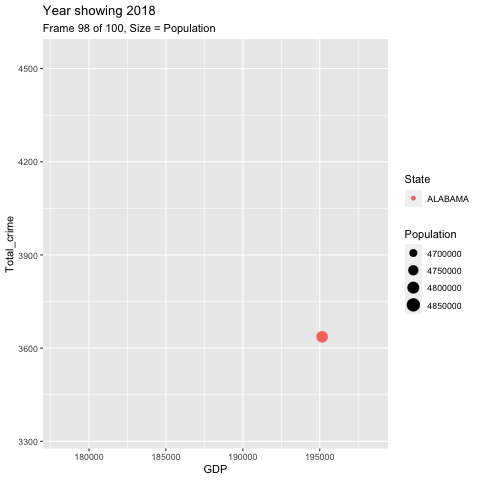 Year showing 2018
Frame 98 of 100, Size = Population
4500
4200
3900
3600
3300
Total_crime
180000
185000
190000
195000
GDP
State
ALABAMA
Population
4700000
4750000
4800000
4850000